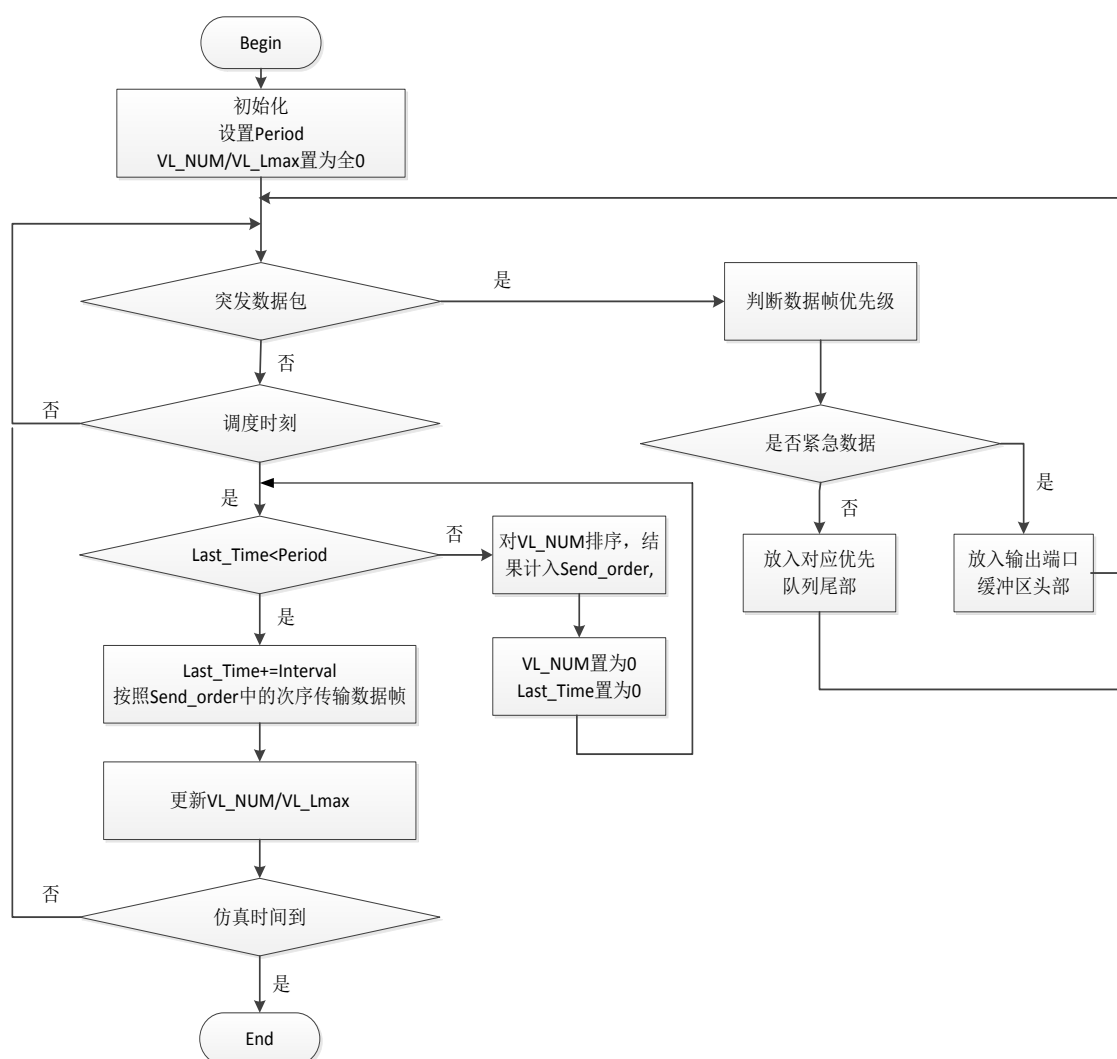 Begin
初始化
设置Period
VL_NUM/VL_Lmax置为全0
突发数据包
是
判断数据帧优先级
否
否
调度时刻
是否紧急数据
是
否
是
Last_Time<Period
否
对VL_NUM排序，结
果计入Send_order,
放入对应优先
队列尾部
放入输出端口
缓冲区头部
是
Last_Time+=Interval
按照Send_order中的次序传输数据帧
VL_NUM置为0
Last_Time置为0
更新VL_NUM/VL_Lmax
否
仿真时间到
是
End